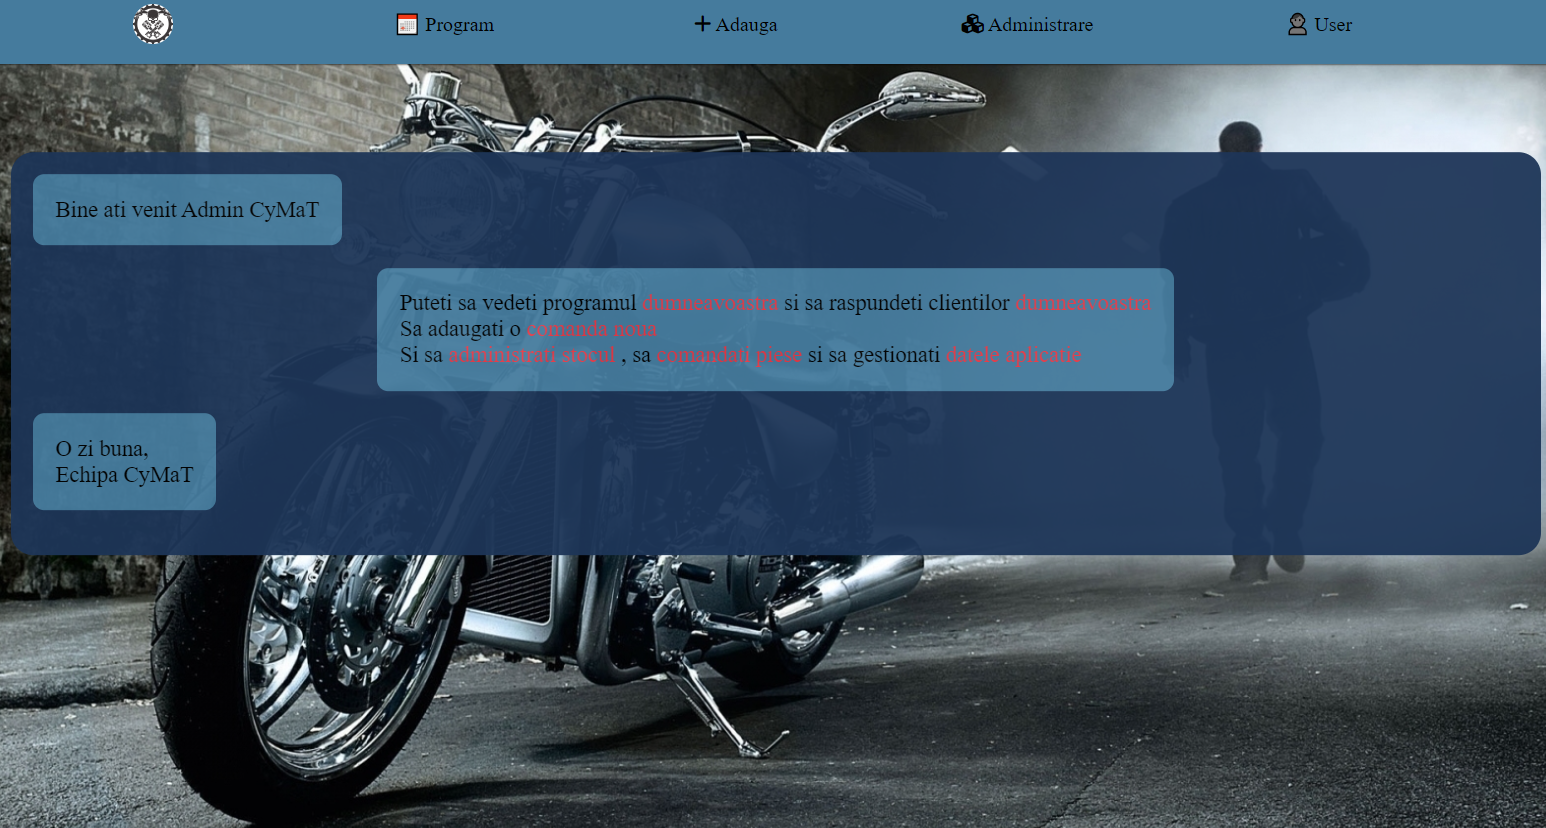 Program
Adauga
Administrare
User
Bine ati venit Admin CyMaT
Puteti sa vedeti programul dumneavoastra si sa raspundeti clientilor dumneavoastra
Sa adaugati o comanda noua
Si sa administrati stocul , sa comandati piese si sa gestionati datele aplicatie
O zi buna,
Echipa CyMaT